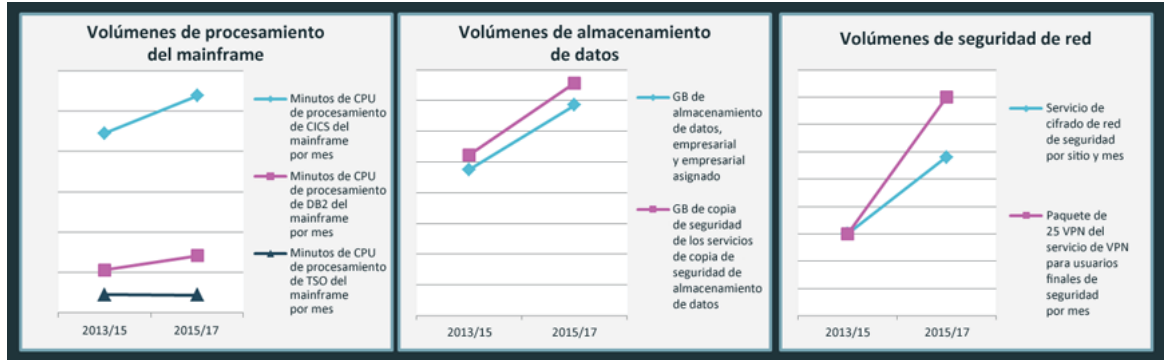 Volúmenes de procesamiento
del mainframe
Minutos de CPU
de procesamiento
de CICS del
mainframe
por mes
Minutos de CPU
de procesamiento
de DB2 del
mainframe
por mes
Minutos de CPU
de procesamiento
de TSO del
mainframe
por mes
2013/15
2015/17
Volúmenes de almacenamiento
de datos
GB de
almacenamiento
de datos,
empresarial
y empresarial
asignado
GB de copia
de seguridad
de los servicios
de copia de
seguridad de
almacenamiento
de datos
2013/15
2015/17
Volúmenes de seguridad de red
Servicio de
cifrado de red
de seguridad
por sitio y mes
Paquete de
25 VPN del
servicio de VPN
para usuarios
finales de
seguridad
por mes
2013/15
2015/17